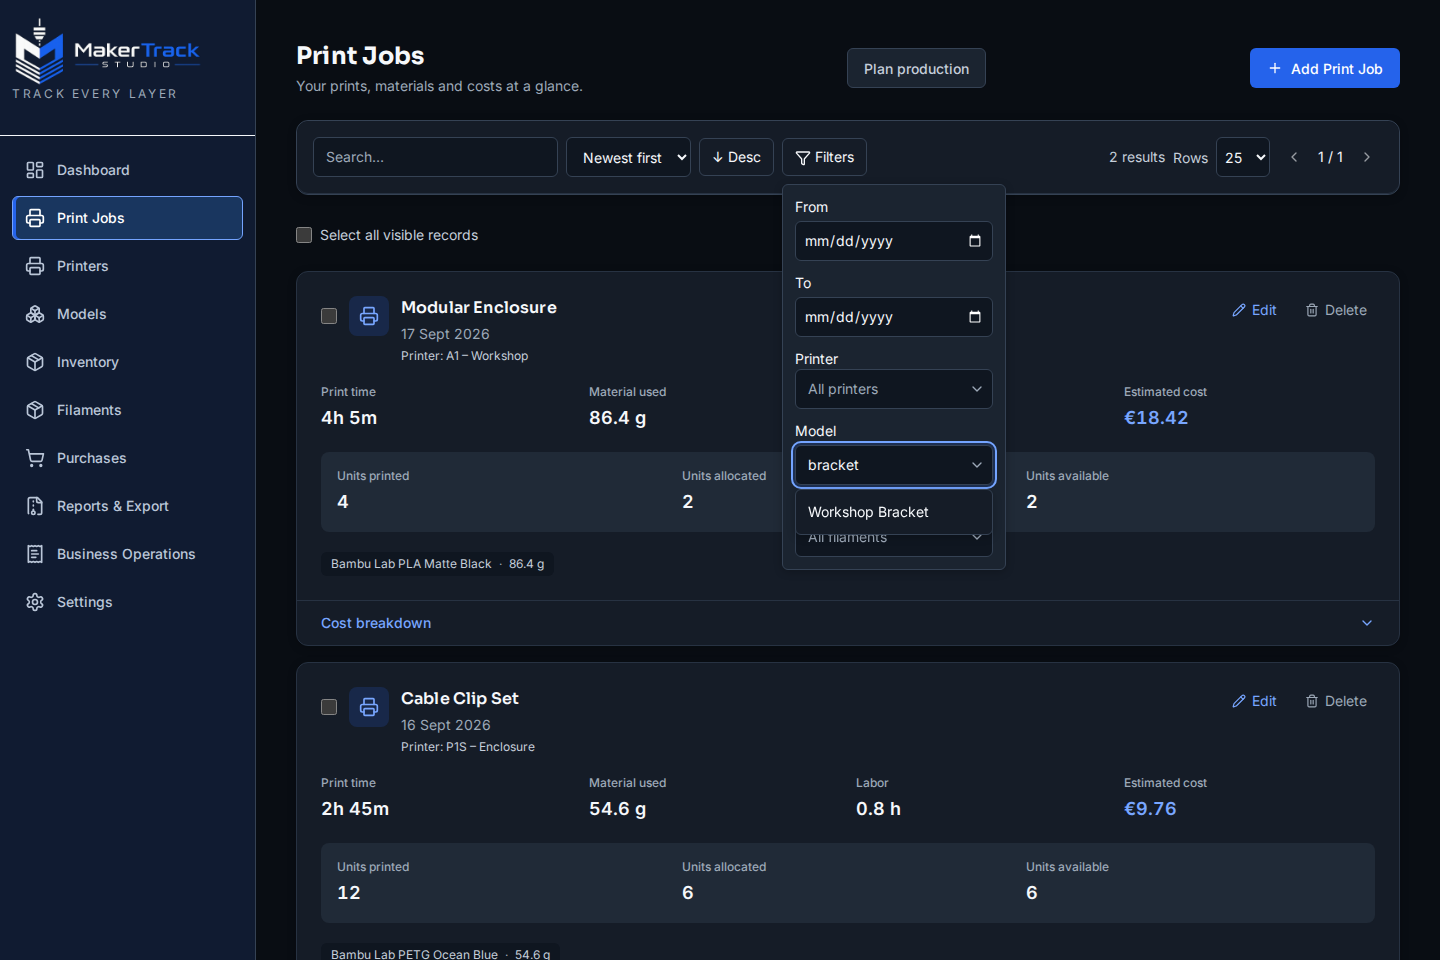 MakerTrack
STUDIO
TRACK EVERY LAYER
Dashboard
Print Jobs
Printers
Models
Inventory
Filaments
Purchases
Reports & Export
Business Operations
Settings
Print Jobs
Your prints, materials and costs at a glance.
Plan production
+ Add Print Job
Search...
Newest first
↓ Desc
Filters
2 results
Rows
25
1 / 1
From
mm/dd/yyyy
To
mm/dd/yyyy
Printer
All printers
Model
bracket
Workshop Bracket
All filaments
Select all visible records
Modular Enclosure
17 Sept 2026
Printer: A1 – Workshop
Edit
Delete
Print time
4h 5m
Material used
86.4 g
Estimated cost
€18.42
Units printed
4
Units allocated
2
Units available
2
Bambu Lab PLA Matte Black · 86.4 g
Cost breakdown
Cable Clip Set
16 Sept 2026
Printer: P1S – Enclosure
Edit
Delete
Print time
2h 45m
Material used
54.6 g
Labor
0.8 h
Estimated cost
€9.76
Units printed
12
Units allocated
6
Units available
6
Bambu Lab PETG Ocean Blue · 54.6 g